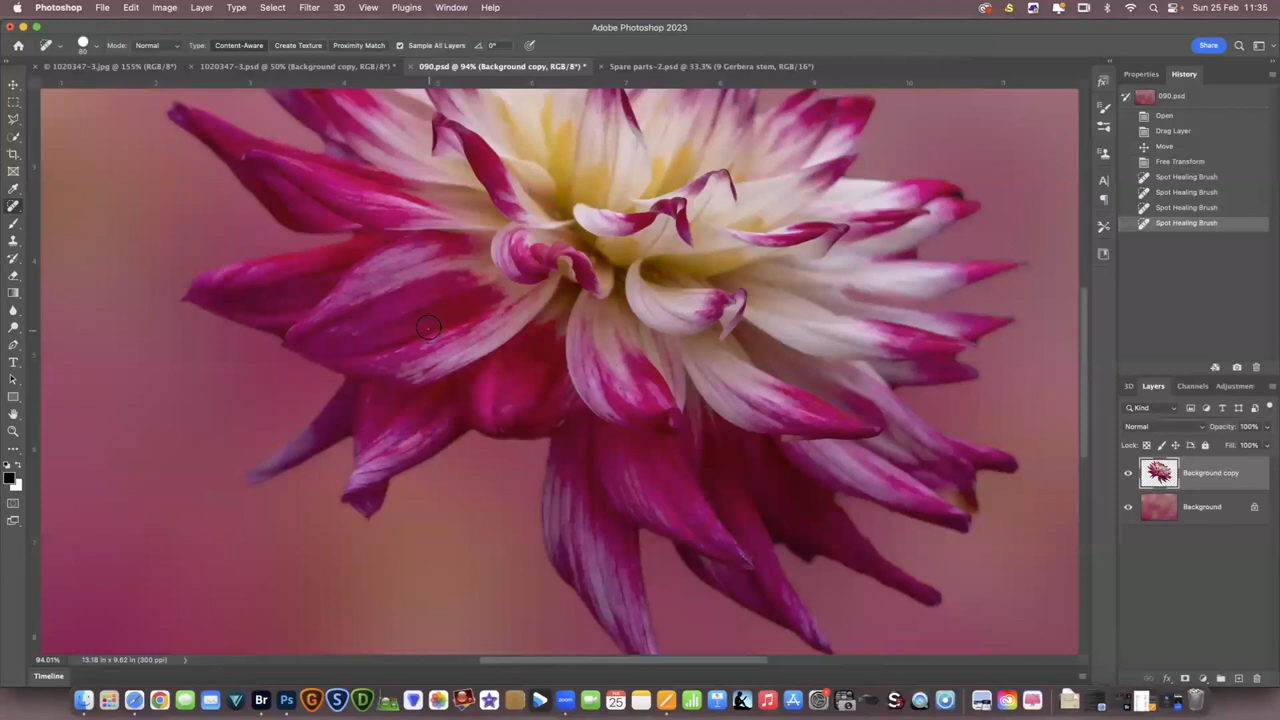 Photoshop File Edit Image Layer Type Select Filter 3D View Plugins Window Help Sun 25 Feb 11:35
Adobe Photoshop 2023
80 Mode: Normal Type: Content-Aware Create Texture Proximity Match Sample All Layers 0° Share
× © 1020347-3.jpg @ 155% (RGB/8*) × 1020347-3.psd @ 50% (Background copy, RGB/8*) * × 090.psd @ 94% (Background copy, RGB/8*) * × Spare parts-2.psd @ 33.3% (9 Gerbera stem, RGB/16*)
Properties History
090.psd
Open
Drag Layer
Move
Free Transform
Spot Healing Brush
Spot Healing Brush
Spot Healing Brush
Spot Healing Brush
3D Layers Channels Adjustmen
Kind
Normal Opacity: 100%
Lock: Fill: 100%
Background copy
Background
94.01% 13.18 in x 9.62 in (300 ppi)
Timeline